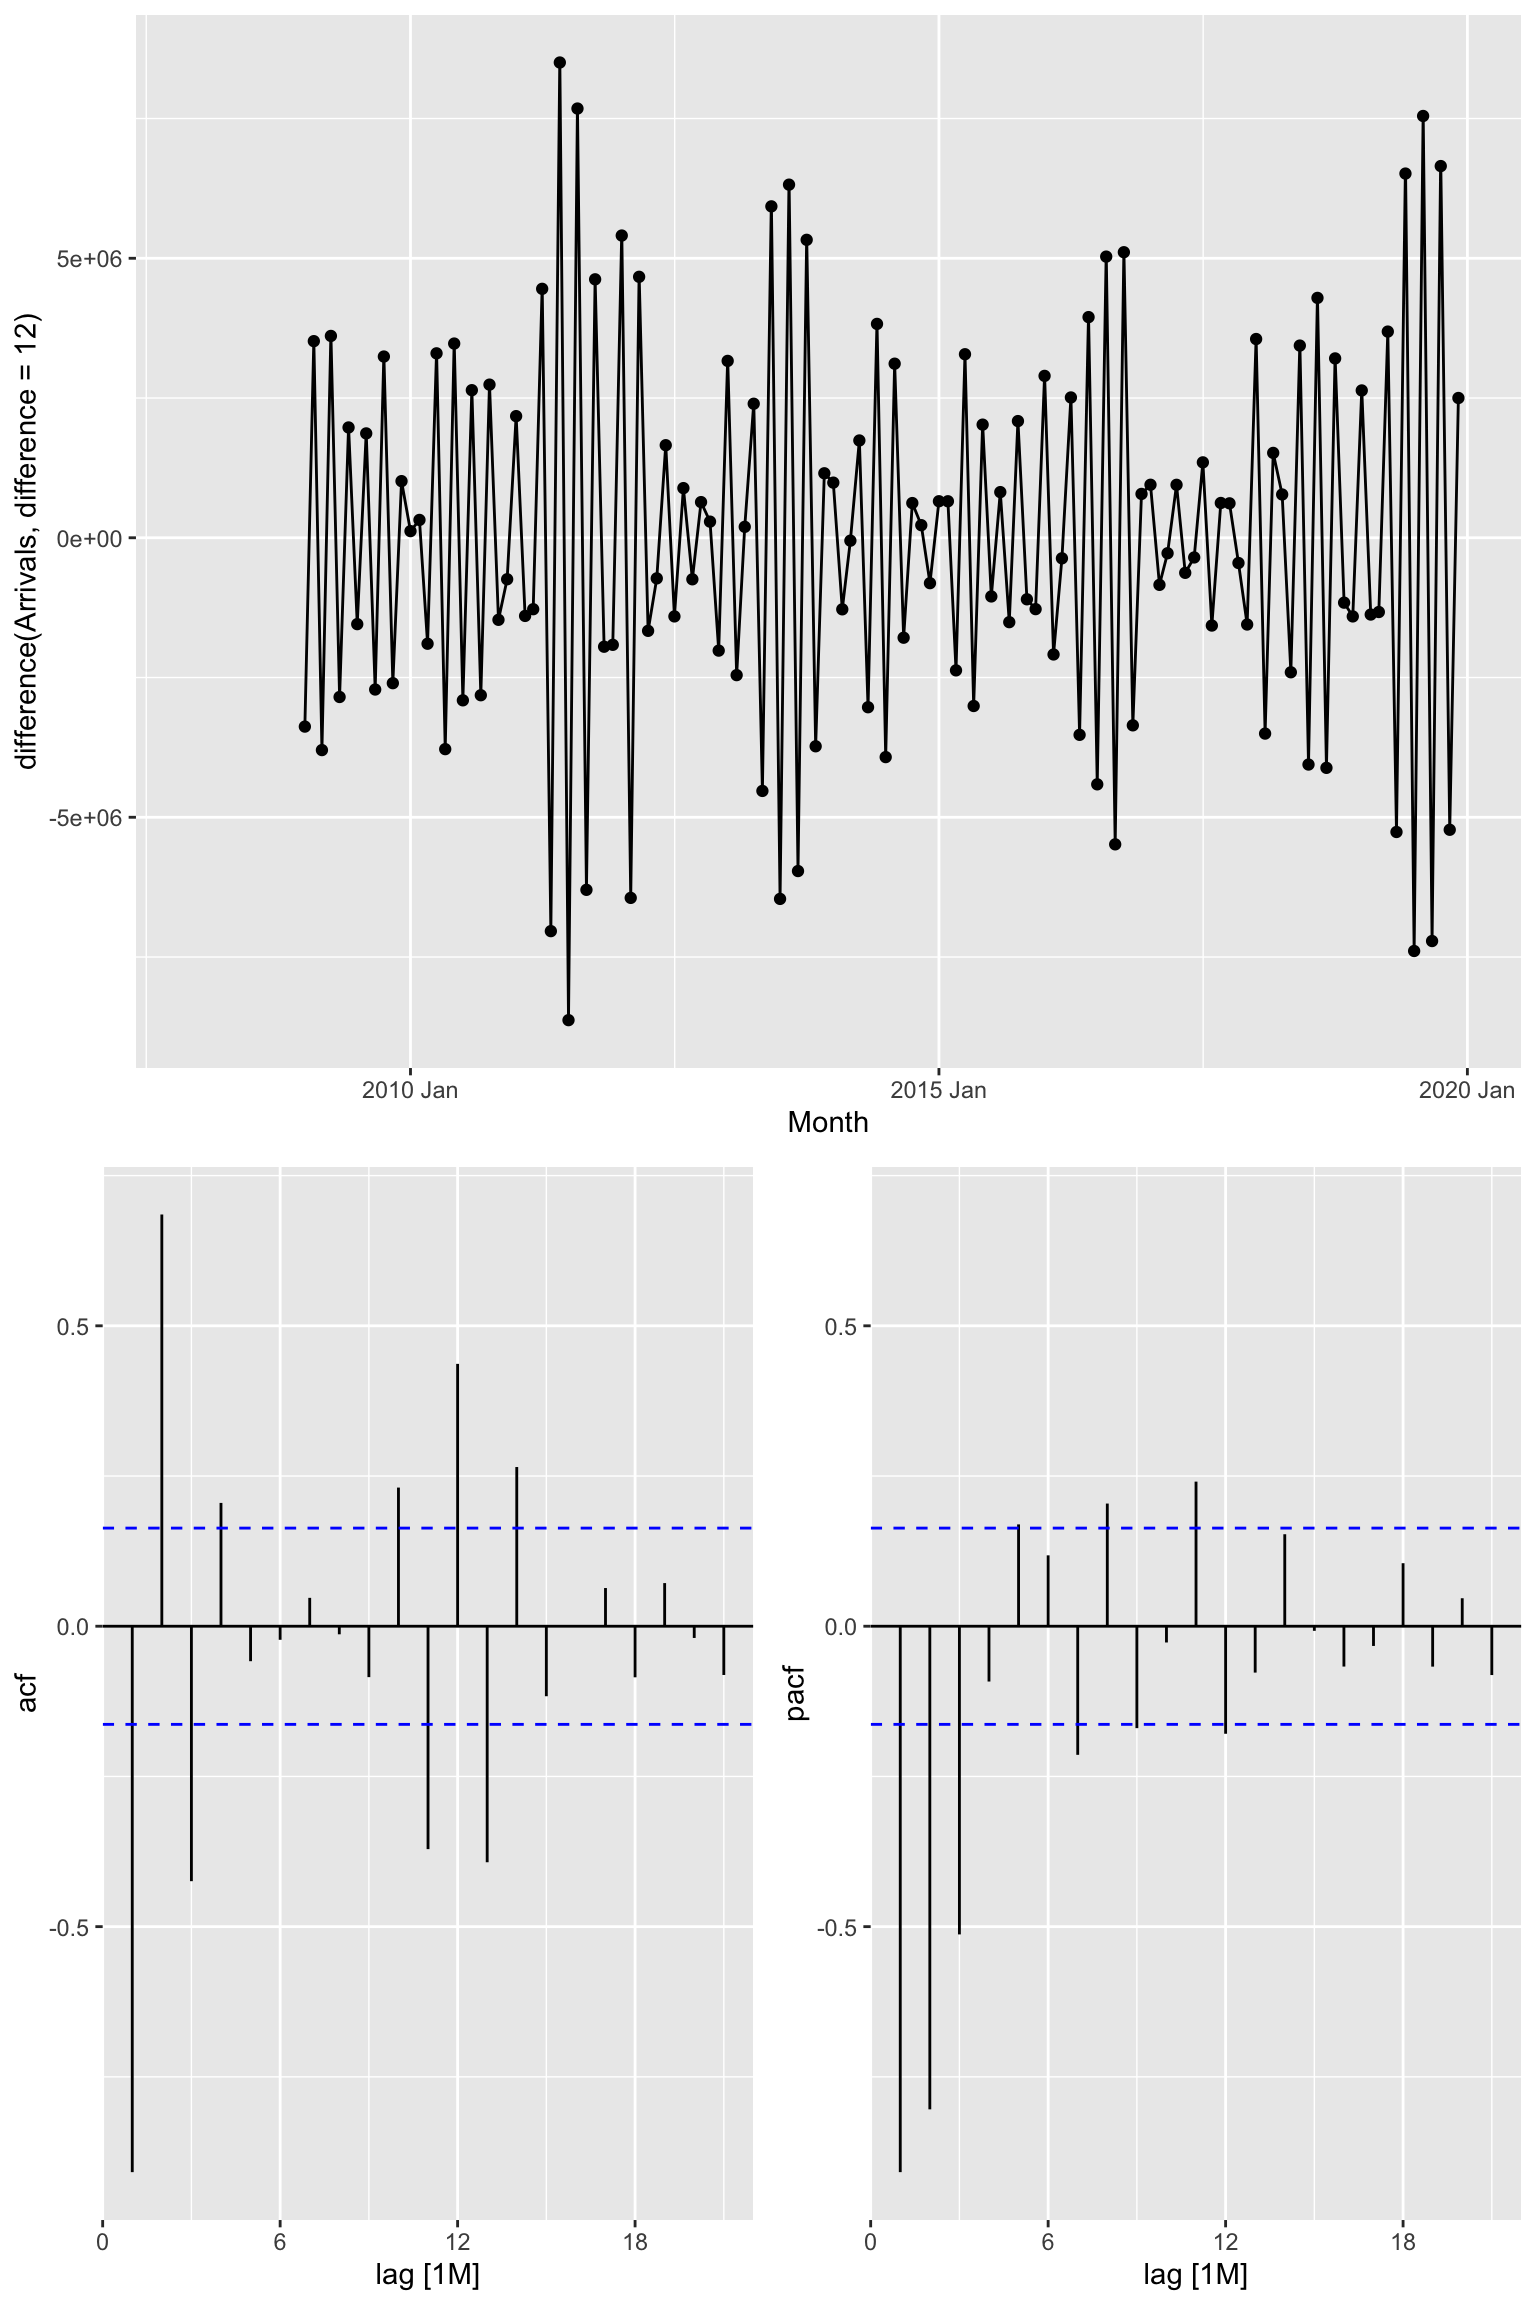 difference(Arrivals, difference = 12)
5e+06
0e+00
-5e+06
2010 Jan
2015 Jan
2020 Jan
Month
acf
0.5
0.0
-0.5
0
6
12
18
lag [1M]
pacf
0.5
0.0
-0.5
0
6
12
18
lag [1M]